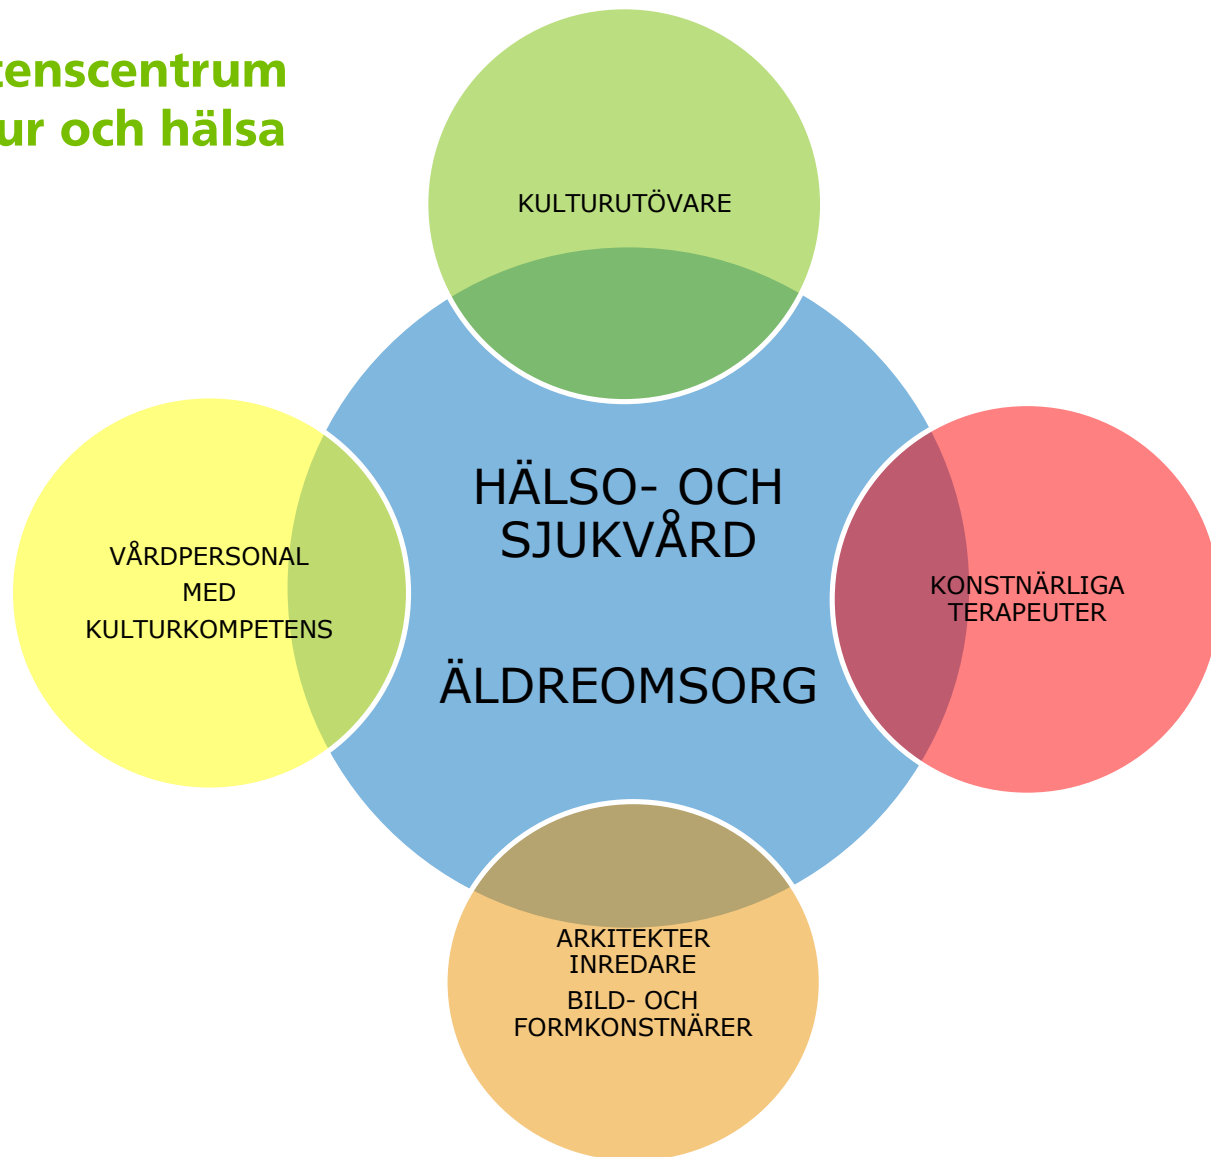 tenscentrum
ur och hälsa
KULTURUTÖVARE
HÄLSO- OCH
SJUKVÅRD
ÄLDREOMSORG
VÅRDPERSONAL
MED
KULTURKOMPETENS
KONSTNÄRLIGA
TERAPEUTER
ARKITEKTER
INREDARE
BILD- OCH
FORMKONSTNÄRER